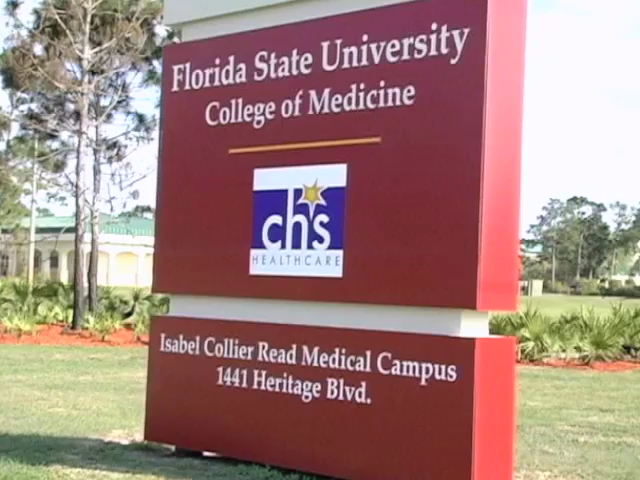 Florida State University
College of Medicine
chs
HEALTHCARE
Isabel Collier Read Medical Campus
1441 Heritage Blvd.